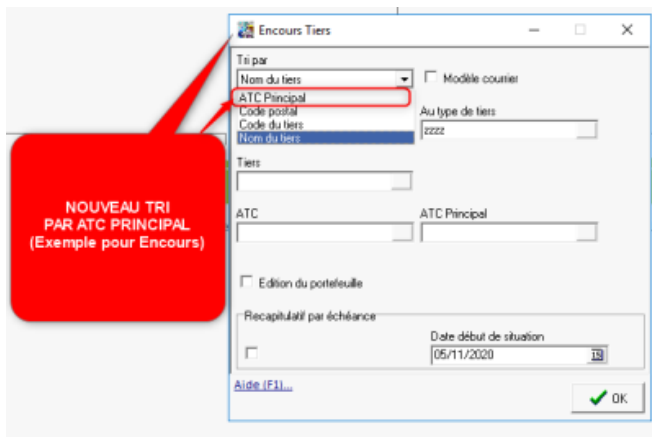 Encours Tiers
Tri par
Nom du tiers
Modèle courrier
ATC Principal
Code postal
Code du tiers
Nom du tiers
Au type de tiers
zzzz
Tiers
ATC
ATC Principal
Edition du portefeuille
Recapitulatif par échéance
Date début de situation
05/11/2020
15
Aide (F1)...
OK
NOUVEAU TRI
PAR ATC PRINCIPAL
(Exemple pour Encours)